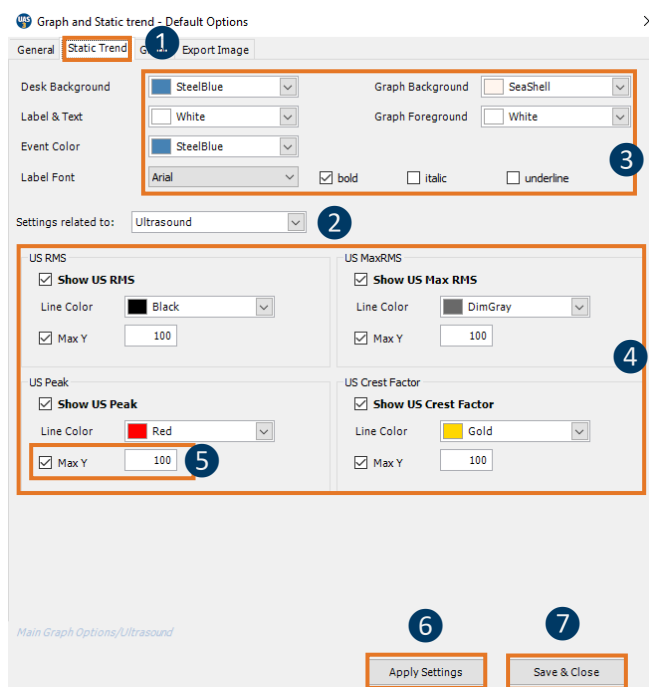 UAS
3
Graph and Static trend - Default Options
General Static Trend 1 Export Image
Desk Background SteelBlue Graph Background SeaShell
Label & Text White Graph Foreground White
Event Color SteelBlue
3
Label Font Arial bold italic underline
Settings related to: Ultrasound 2
US RMS US MaxRMS
Show US RMS Show US Max RMS
Line Color Black Line Color DimGray
Max Y 100 Max Y 100
4
US Peak US Crest Factor
Show US Peak Show US Crest Factor
Line Color Red Line Color Gold
Max Y 100 5 Max Y 100
Main Graph Options/Ultrasound
6 7
Apply Settings Save & Close